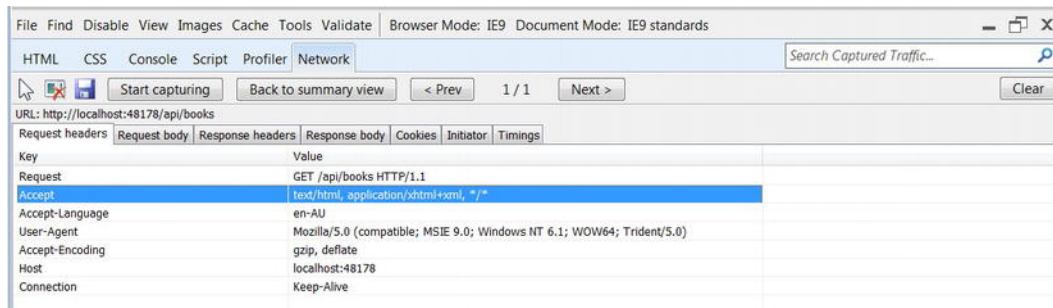 File Find Disable View Images Cache Tools Validate Browser Mode: IE9 Document Mode: IE9 standards
HTML CSS Console Script Profiler Network Search Captured Traffic...
Start capturing Back to summary view < Prev 1 / 1 Next > Clear
URL: http://localhost:48178/api/books
Request headers Request body Response headers Response body Cookies Initiator Timings
Key Value
Request GET /api/books HTTP/1.1
Accept text/html, application/xhtml+xml, */*
Accept-Language en-AU
User-Agent Mozilla/5.0 (compatible; MSIE 9.0; Windows NT 6.1; WOW64; Trident/5.0)
Accept-Encoding gzip, deflate
Host localhost:48178
Connection Keep-Alive